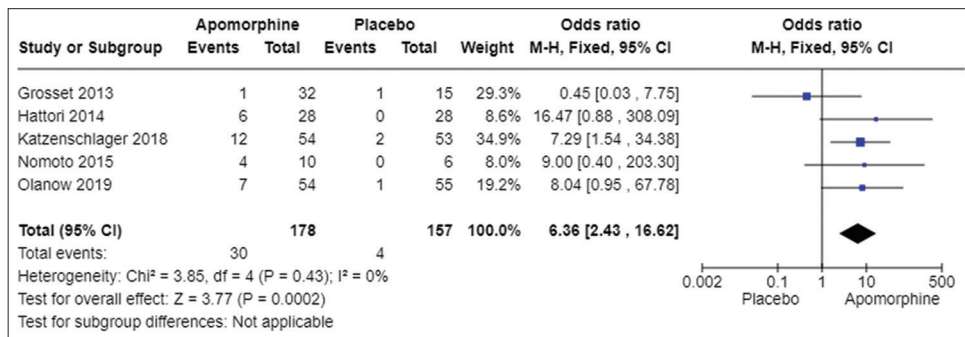 Apomorphine Placebo Odds ratio Odds ratio
Study or Subgroup Events Total Events Total Weight M-H, Fixed, 95% CI M-H, Fixed, 95% CI
Grosset 2013 1 32 1 15 29.3% 0.45 [0.03 , 7.75]
Hattori 2014 6 28 0 28 8.6% 16.47 [0.88 , 308.09]
Katzenschlager 2018 12 54 2 53 34.9% 7.29 [1.54 , 34.38]
Nomoto 2015 4 10 0 6 8.0% 9.00 [0.40 , 203.30]
Olanow 2019 7 54 1 55 19.2% 8.04 [0.95 , 67.78]
Total (95% CI) 178 157 100.0% 6.36 [2.43 , 16.62]
Total events: 30 4
Heterogeneity: Chi² = 3.85, df = 4 (P = 0.43); I² = 0%
Test for overall effect: Z = 3.77 (P = 0.0002)
Test for subgroup differences: Not applicable
0.002 0.1 1 10 500
Placebo Apomorphine